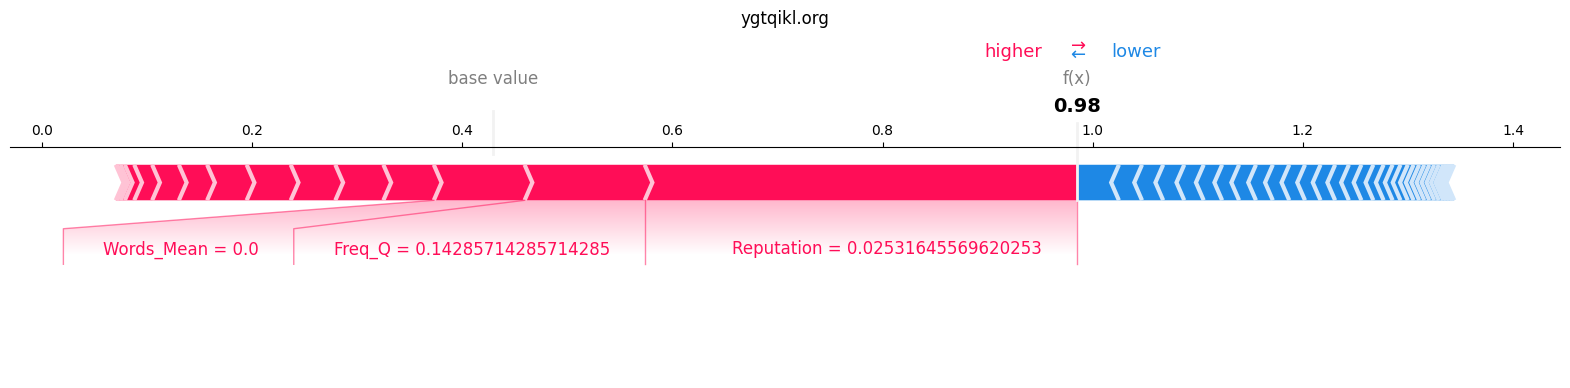 ygtqikl.org
higher ⇄ lower
base value f(x)
0.98
0.0 0.2 0.4 0.6 0.8 1.0 1.2 1.4
Words_Mean = 0.0 Freq_Q = 0.14285714285714285 Reputation = 0.02531645569620253